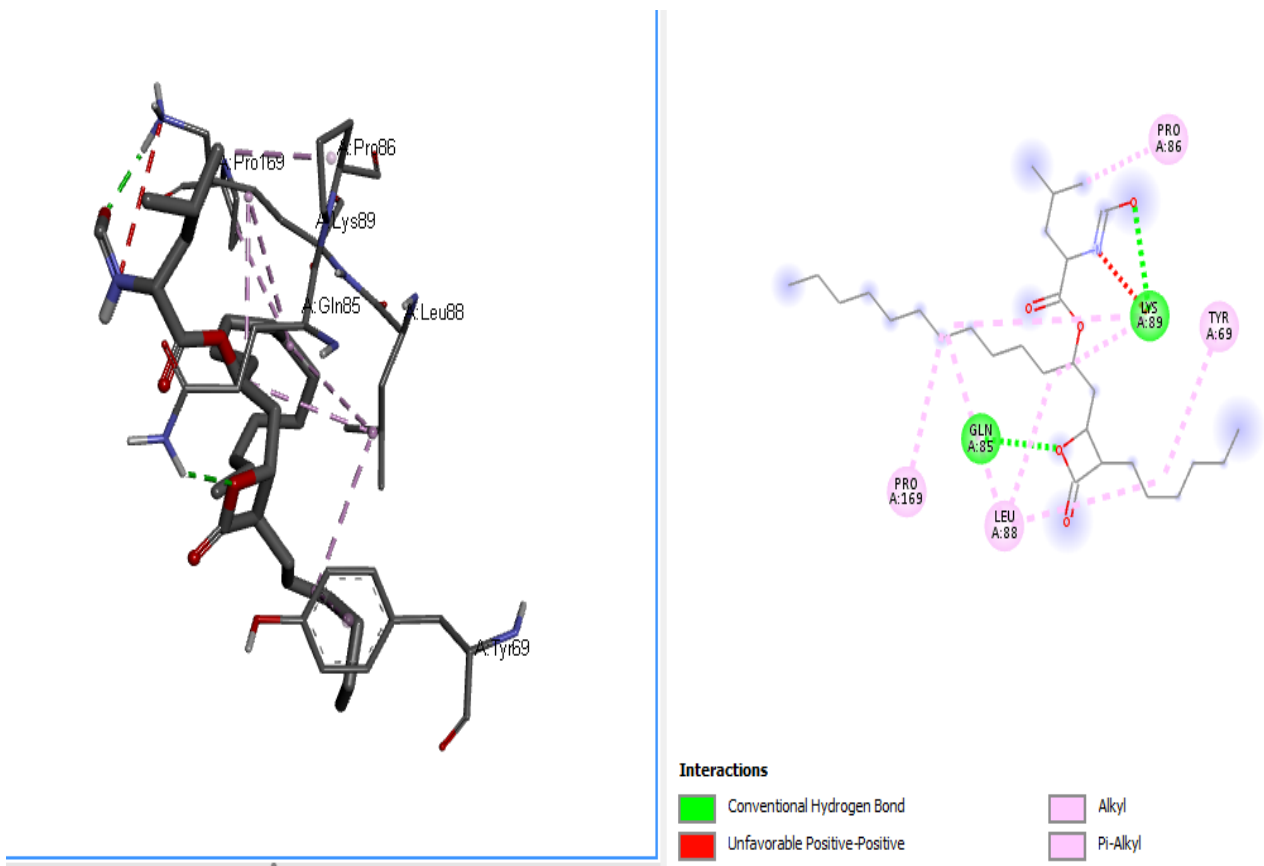 A:Pro169
A:Pro86
A:Lys89
A:Gln85
A:Leu88
A:Tyr69
PRO
A:86
LYS
A:89
TYR
A:69
GLN
A:85
PRO
A:169
LEU
A:88
O
N
O
O
O
O
Interactions
Conventional Hydrogen Bond
Alkyl
Unfavorable Positive-Positive
Pi-Alkyl